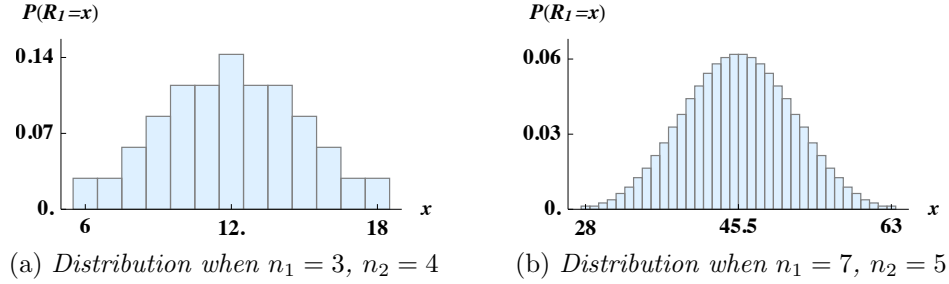 P(R₁=x)
0.14
0.07
0.
6
12.
18
x
(a) Distribution when n₁ = 3, n₂ = 4
P(R₁=x)
0.06
0.03
0.
28
45.5
63
x
(b) Distribution when n₁ = 7, n₂ = 5